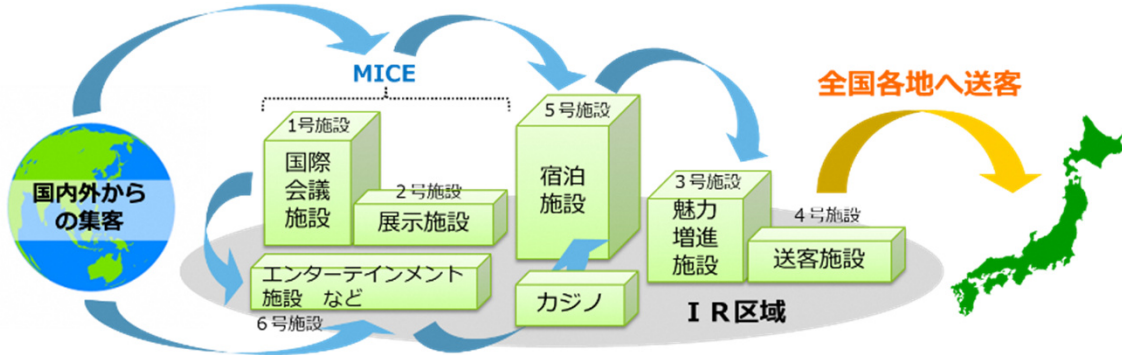 MICE
全国各地へ送客
国内外から
の集客
1号施設
国際
会議
施設
2号施設
展示施設
5号施設
宿泊
施設
3号施設
魅力
増進
施設
4号施設
送客施設
エンターテインメント
施設 など
6号施設
カジノ
IR区域